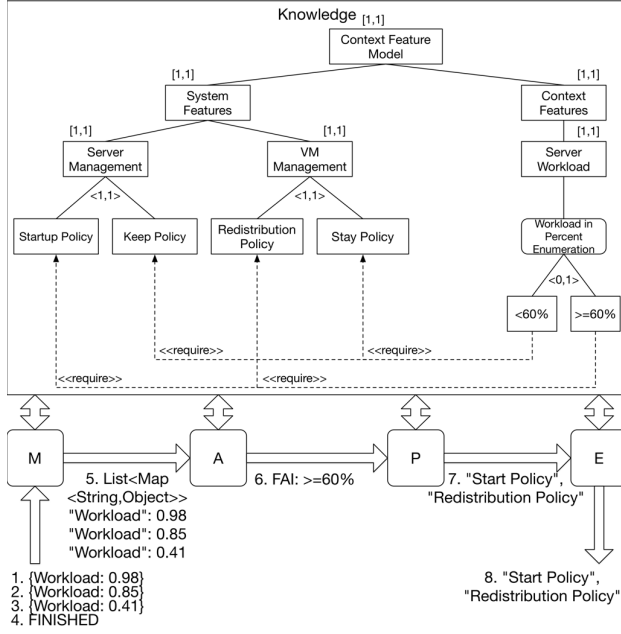 Knowledge
[1,1]
Context Feature
Model
[1,1]
[1,1]
System
Features
Context
Features
[1,1]
[1,1]
[1,1]
Server
Management
VM
Management
Server
Workload
<1,1>
<1,1>
Startup Policy
Keep Policy
Redistribution
Policy
Stay Policy
Workload in
Percent
Enumeration
<0,1>
<60%
>=60%
<<require>>
<<require>>
<<require>>
<<require>>
M
A
P
E
5. List<Map
<String,Object>>
"Workload": 0.98
"Workload": 0.85
"Workload": 0.41
6. FAI: >=60%
7. "Start Policy",
"Redistribution Policy"
1. {Workload: 0.98}
2. {Workload: 0.85}
3. {Workload: 0.41}
4. FINISHED
8. "Start Policy",
"Redistribution Policy"